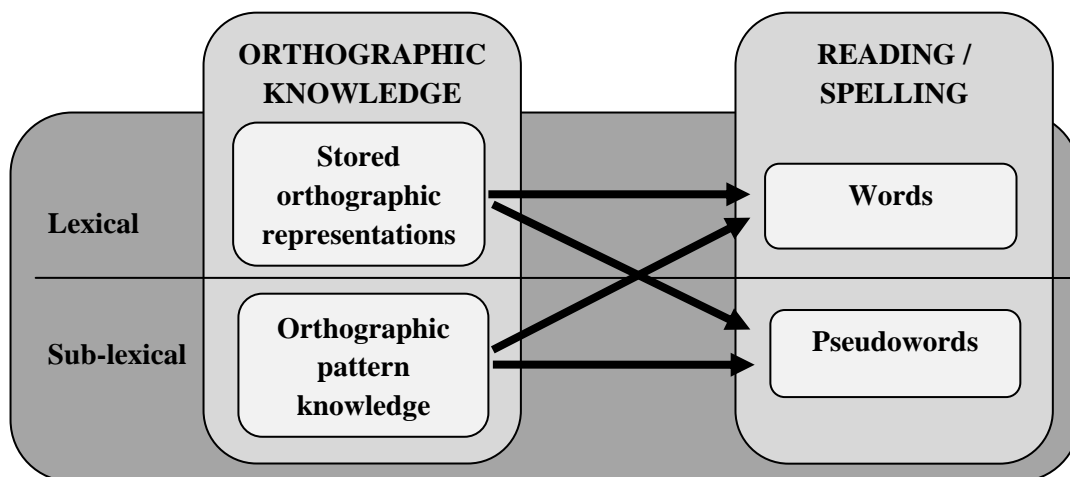 ORTHOGRAPHIC
KNOWLEDGE
READING /
SPELLING
Lexical
Stored
orthographic
representations
Words
Sub-lexical
Orthographic
pattern
knowledge
Pseudowords